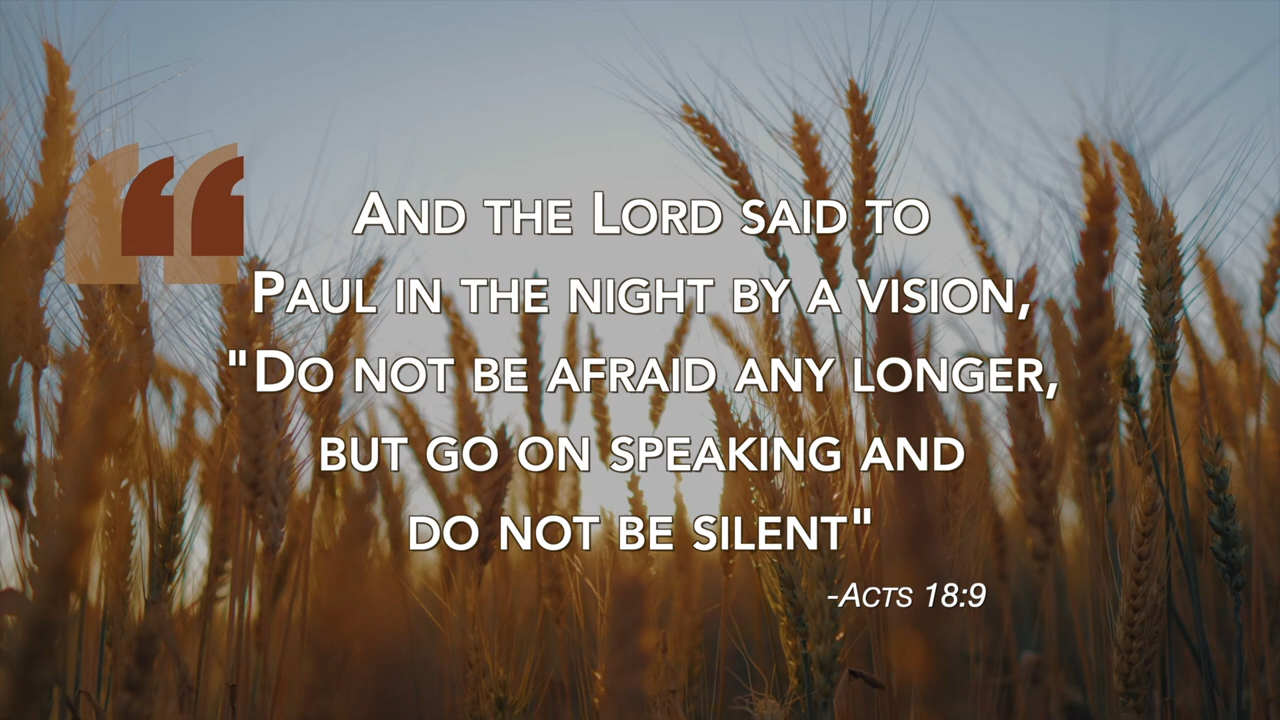 And the Lord said to
Paul in the night by a vision,
"Do not be afraid any longer,
but go on speaking and
do not be silent"
-Acts 18:9